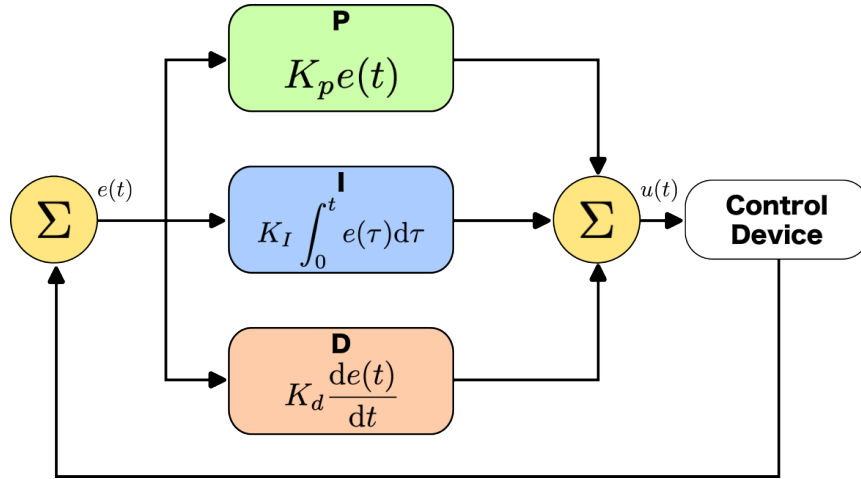 P
K_p e(t)
Σ
e(t)
I
K_I ∫_0^t e(τ)dτ
Σ
u(t)
Control
Device
D
K_d de(t)/dt